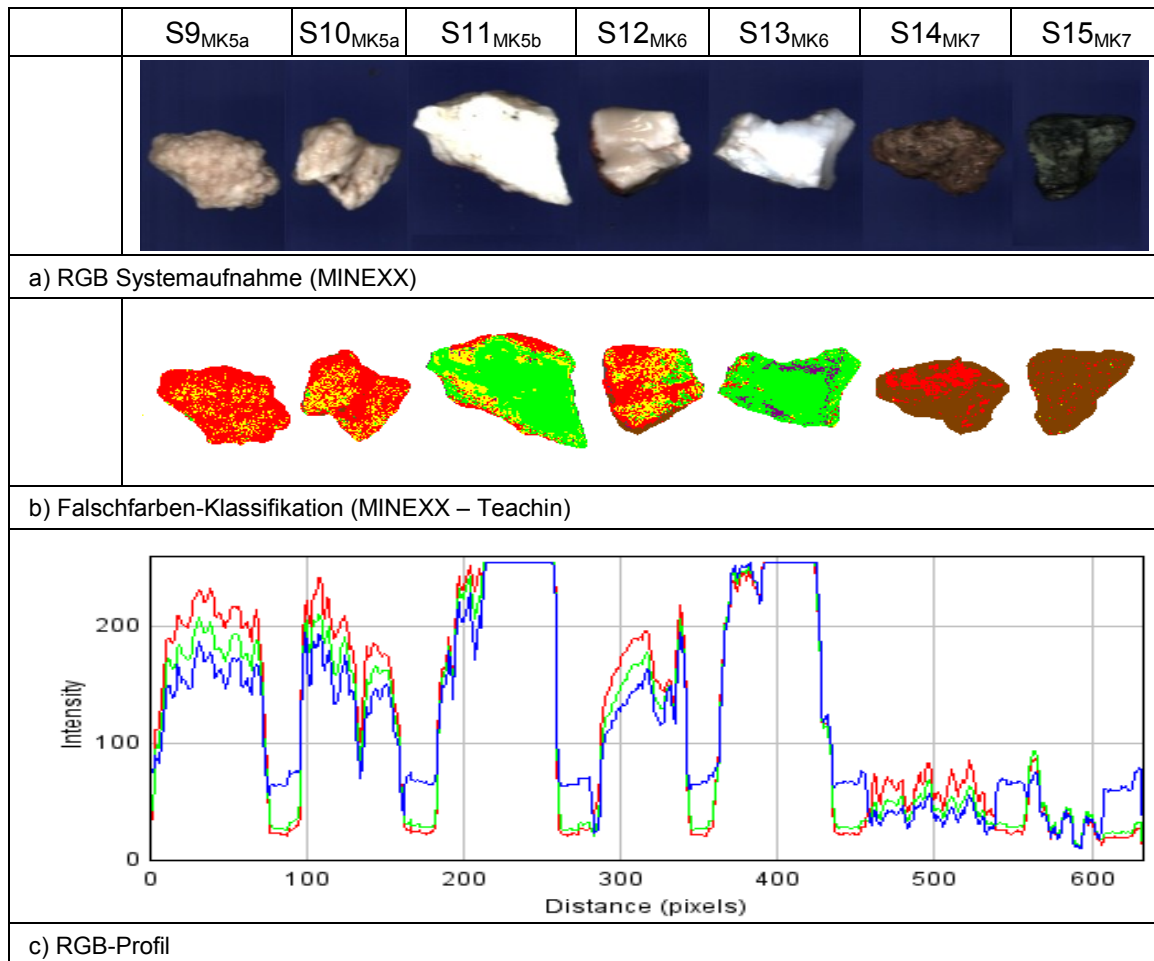 S9MK5a S10MK5a S11MK5b S12MK6 S13MK6 S14MK7 S15MK7
a) RGB Systemaufnahme (MINEXX)
b) Falschfarben-Klassifikation (MINEXX – Teachin)
200
100
0
Intensity
0 100 200 300 400 500 600
Distance (pixels)
c) RGB-Profil